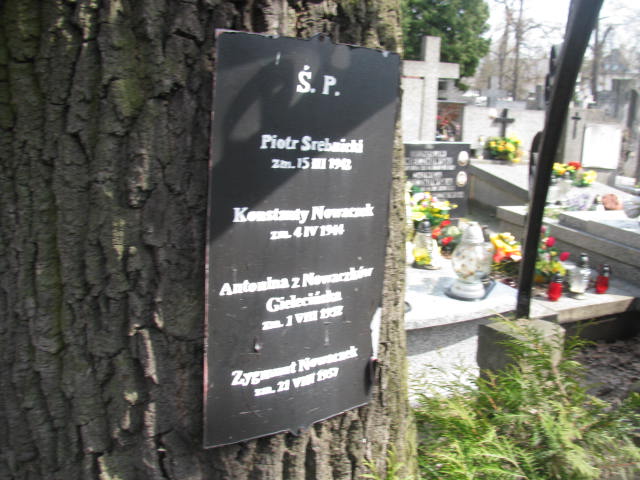 Ś. P.
Piotr Srebnicki
zm. 15 III 1942
Konstanty Nowaczek
zm. 4 IV 1944
Antonina z Nowaczków
Gielecińska
zm. 1 VIII 1952
Zygmunt Nowaczek
zm. 21 VIII 1957